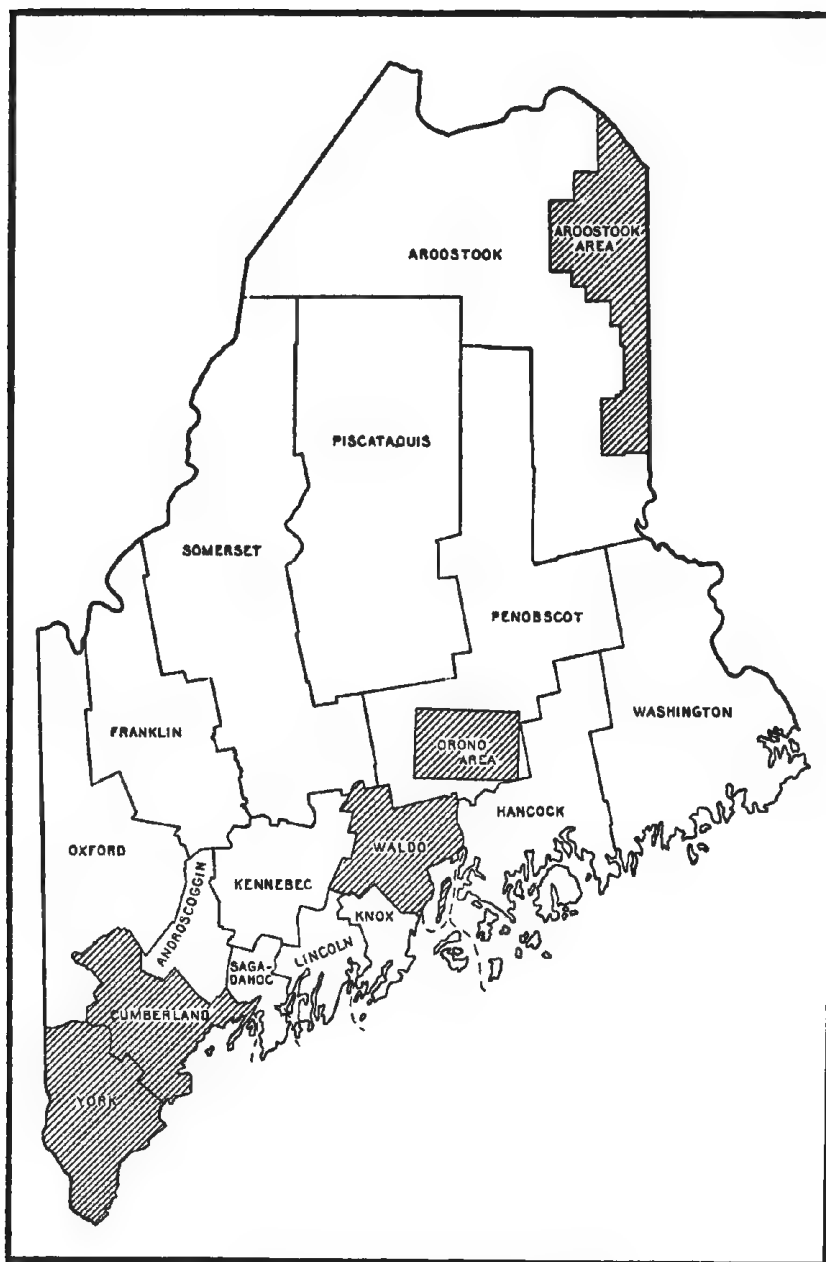 AROOSTOOK
AROOSTOOK
AREA
PISCATAQUIS
SOMERSET
PENOBSCOT
FRANKLIN
WASHINGTON
ORONO
AREA
HANCOCK
OXFORD
WALDO
KENNEBEC
ANDROSCOGGIN
KNOX
LINCOLN
SAGA-
DAHOC
CUMBERLAND
YORK